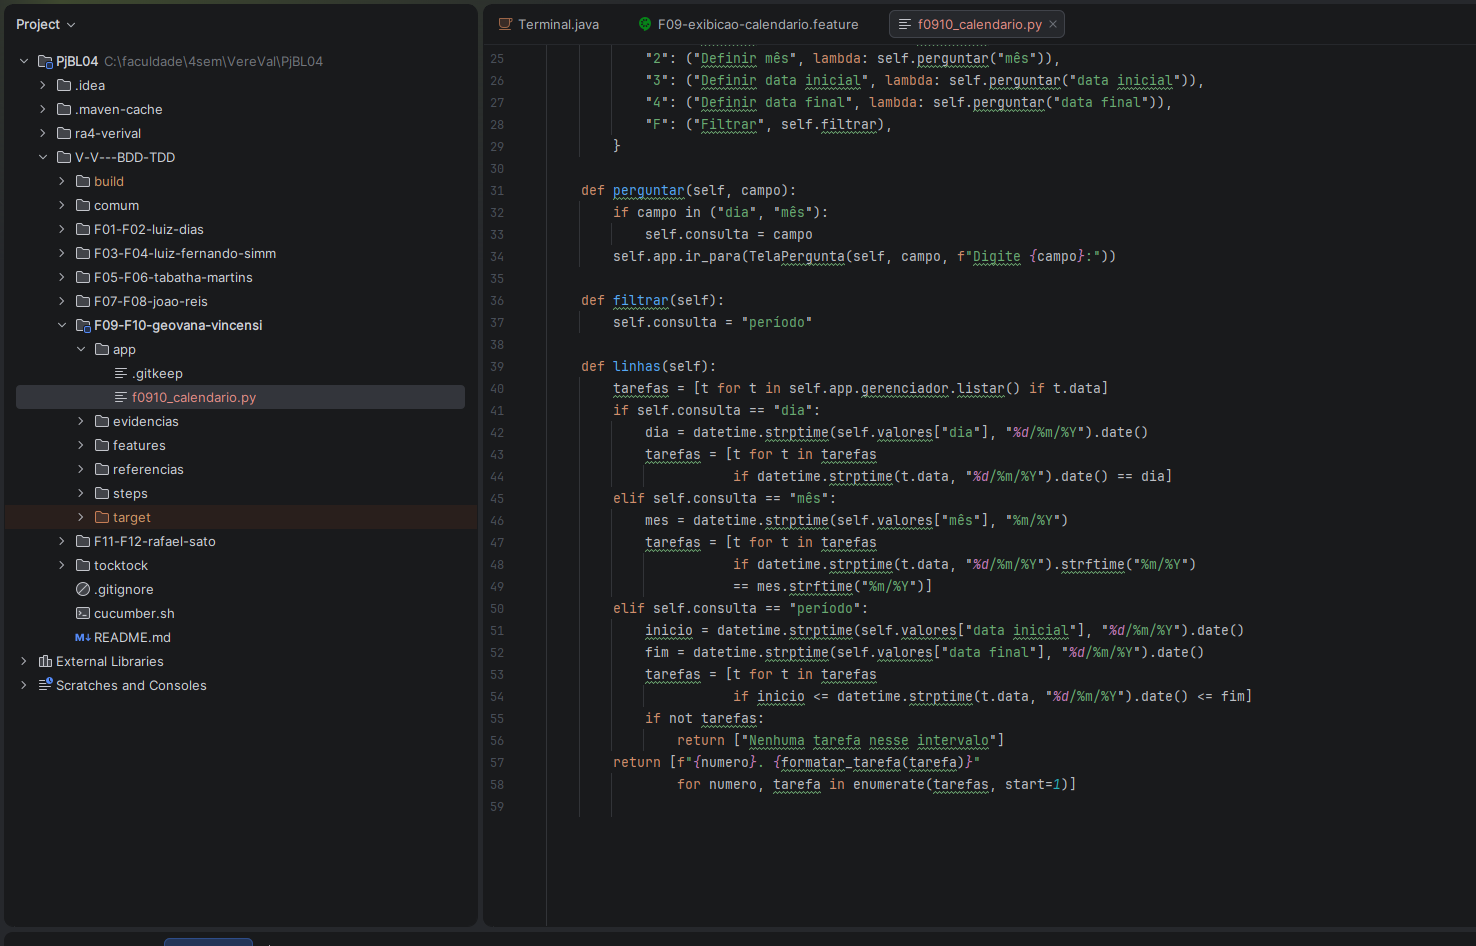 Project
PjBL04 C:\faculdade\4sem\VereVal\PjBL04
.idea
.maven-cache
ra4-verival
V-V---BDD-TDD
build
comum
F01-F02-luiz-dias
F03-F04-luiz-fernando-simm
F05-F06-tabatha-martins
F07-F08-joao-reis
F09-F10-geovana-vincensi
app
.gitkeep
f0910_calendario.py
evidencias
features
referencias
steps
target
F11-F12-rafael-sato
tocktock
.gitignore
cucumber.sh
M↓ README.md
External Libraries
Scratches and Consoles
Terminal.java
F09-exibicao-calendario.feature
f0910_calendario.py ×
25 "2": ("Definir mês", lambda: self.perguntar("mês")),
26 "3": ("Definir data inicial", lambda: self.perguntar("data inicial")),
27 "4": ("Definir data final", lambda: self.perguntar("data final")),
28 "F": ("Filtrar", self.filtrar),
29 }
30
31 def perguntar(self, campo):
32 if campo in ("dia", "mês"):
33 self.consulta = campo
34 self.app.ir_para(TelaPergunta(self, campo, f"Digite {campo}:"))
35
36 def filtrar(self):
37 self.consulta = "período"
38
39 def linhas(self):
40 tarefas = [t for t in self.app.gerenciador.listar() if t.data]
41 if self.consulta == "dia":
42 dia = datetime.strptime(self.valores["dia"], "%d/%m/%Y").date()
43 tarefas = [t for t in tarefas
44 if datetime.strptime(t.data, "%d/%m/%Y").date() == dia]
45 elif self.consulta == "mês":
46 mes = datetime.strptime(self.valores["mês"], "%m/%Y")
47 tarefas = [t for t in tarefas
48 if datetime.strptime(t.data, "%d/%m/%Y").strftime("%m/%Y")
49 == mes.strftime("%m/%Y")]
50 elif self.consulta == "período":
51 inicio = datetime.strptime(self.valores["data inicial"], "%d/%m/%Y").date()
52 fim = datetime.strptime(self.valores["data final"], "%d/%m/%Y").date()
53 tarefas = [t for t in tarefas
54 if inicio <= datetime.strptime(t.data, "%d/%m/%Y").date() <= fim]
55 if not tarefas:
56 return ["Nenhuma tarefa nesse intervalo"]
57 return [f"{numero}. {formatar_tarefa(tarefa)}"
58 for numero, tarefa in enumerate(tarefas, start=1)]
59